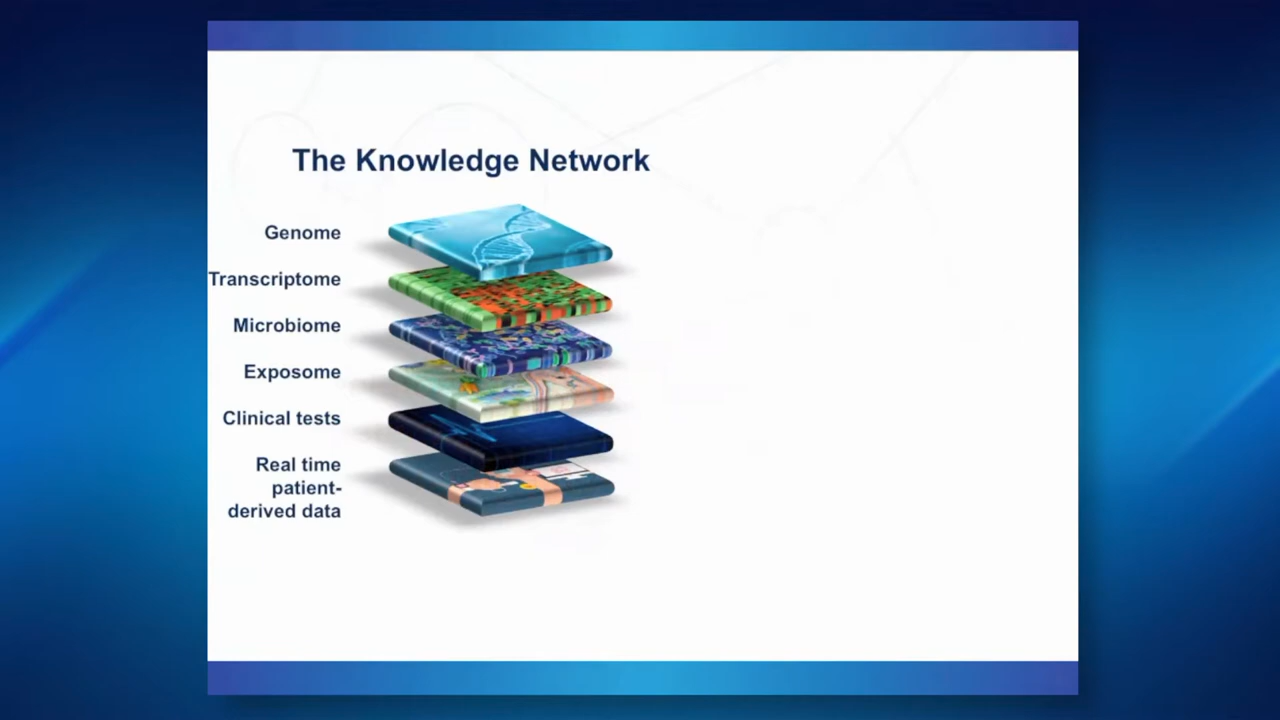 The Knowledge Network
Genome
Transcriptome
Microbiome
Exposome
Clinical tests
Real time
patient-
derived data